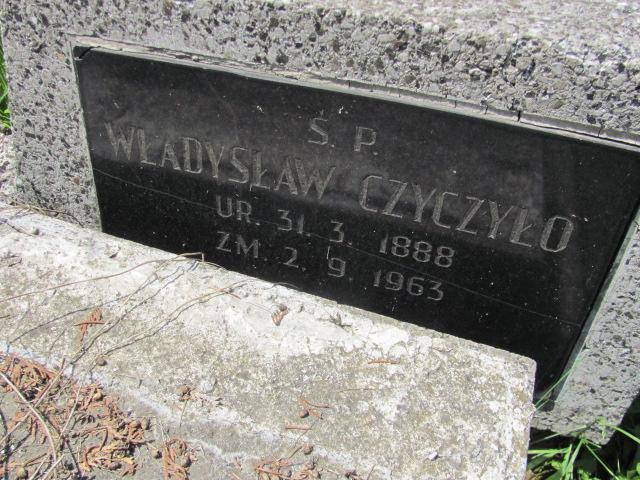 Ś. P.
WŁADYSŁAW CZYCZYŁO
UR. 31. 3. 1888
ZM. 2. 9. 1963